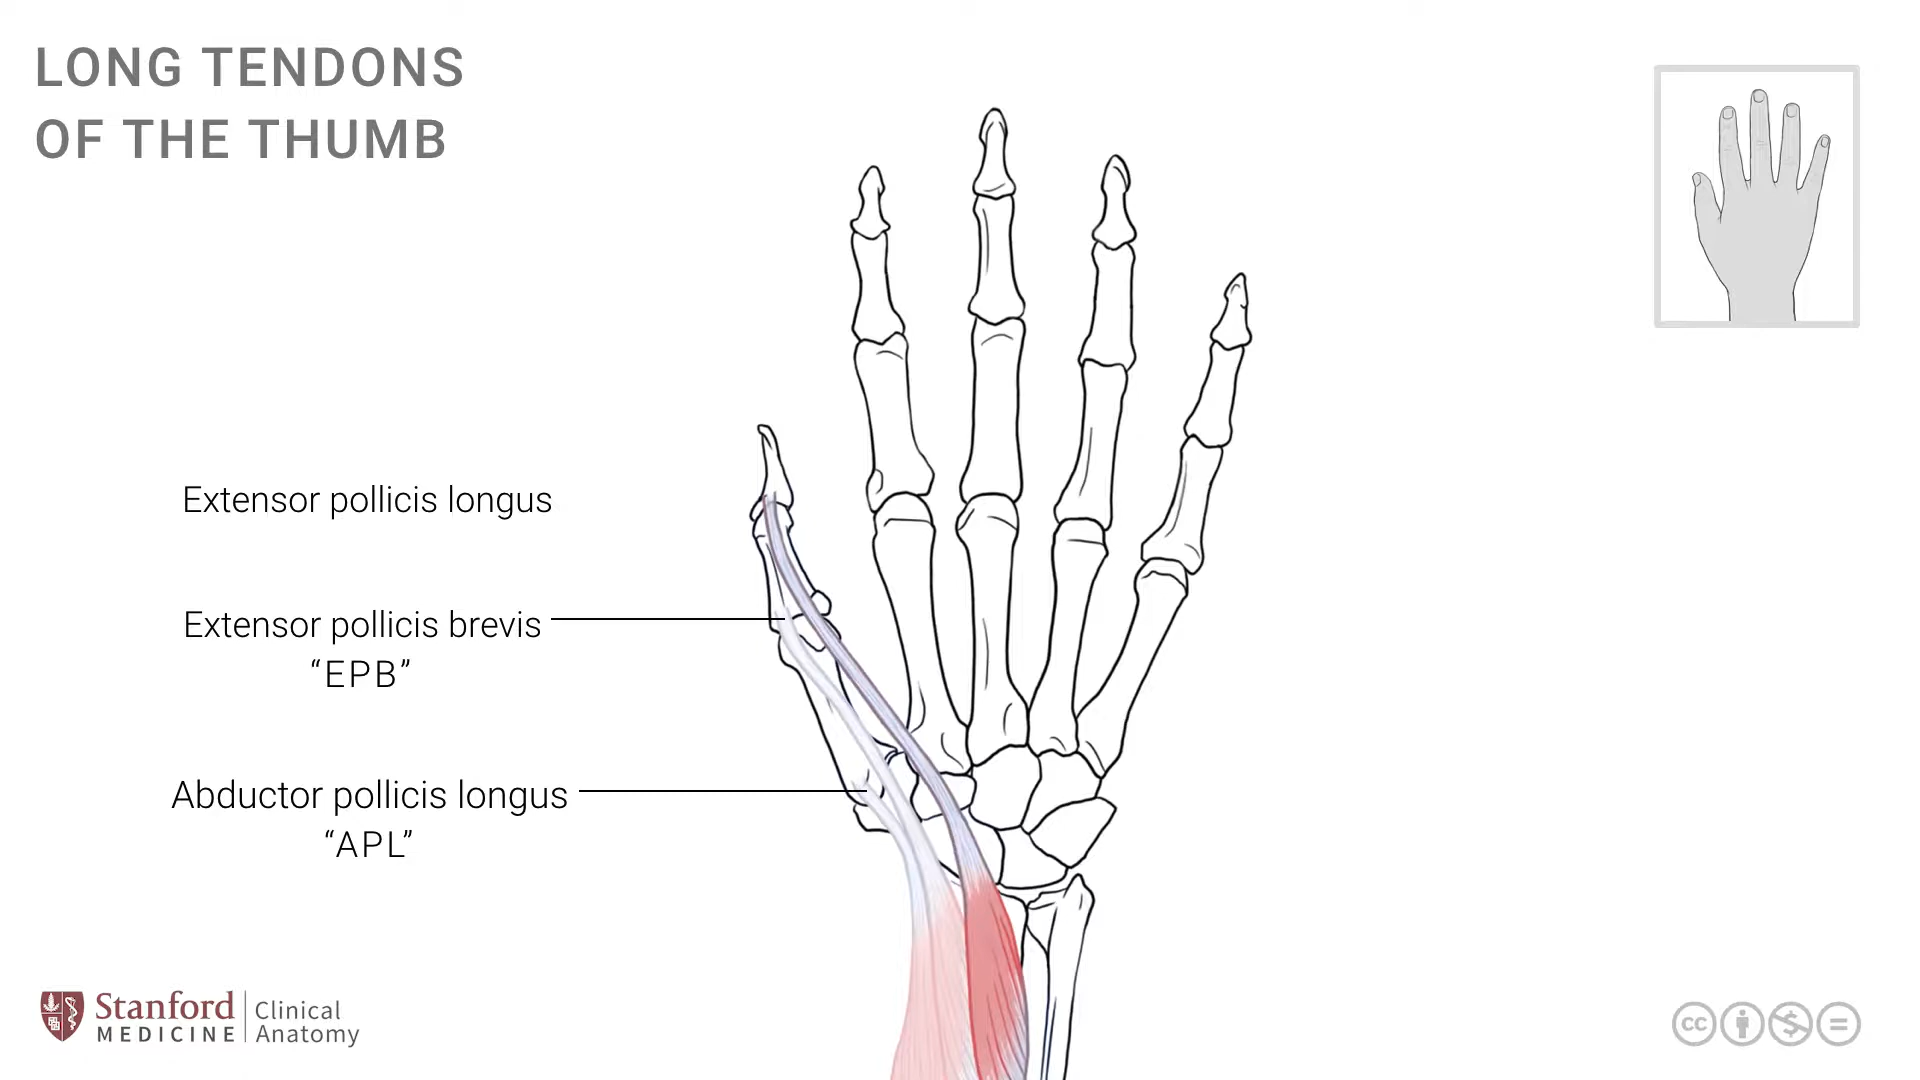 LONG TENDONS
OF THE THUMB
Extensor pollicis longus
Extensor pollicis brevis
“EPB”
Abductor pollicis longus
“APL”
Stanford
MEDICINE
Clinical
Anatomy
cc